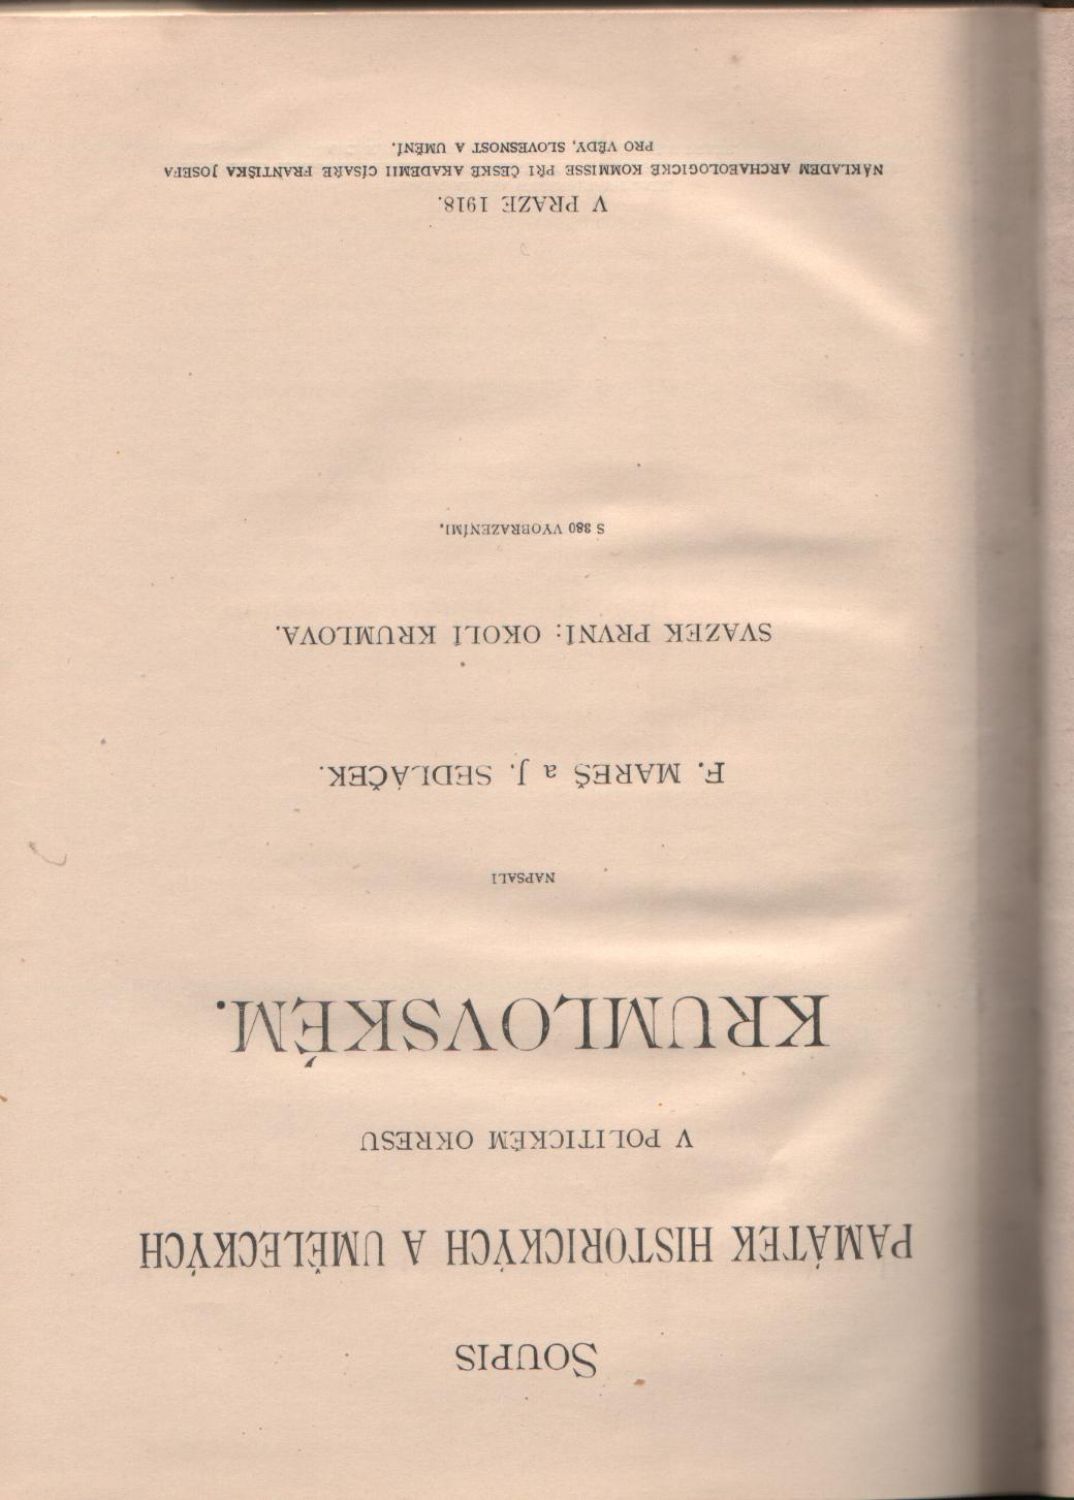 SOUPIS
PAMÁTEK HISTORICKÝCH A UMĚLECKÝCH
V POLITICKÉM OKRESU
KRUMLOVSKÉM.
NAPSALI
F. MAREŠ a J. SEDLÁČEK.
SVAZEK PRVNÍ: OKOLÍ KRUMLOVA.
S 380 VYOBRAZENÍMI.
V PRAZE 1918.
NÁKLADEM ARCHAEOLOGICKÉ KOMMISSE PŘI ČESKÉ AKADEMII CÍSAŘE FRANTIŠKA JOSEFA
PRO VĚDY, SLOVESNOST A UMĚNÍ.